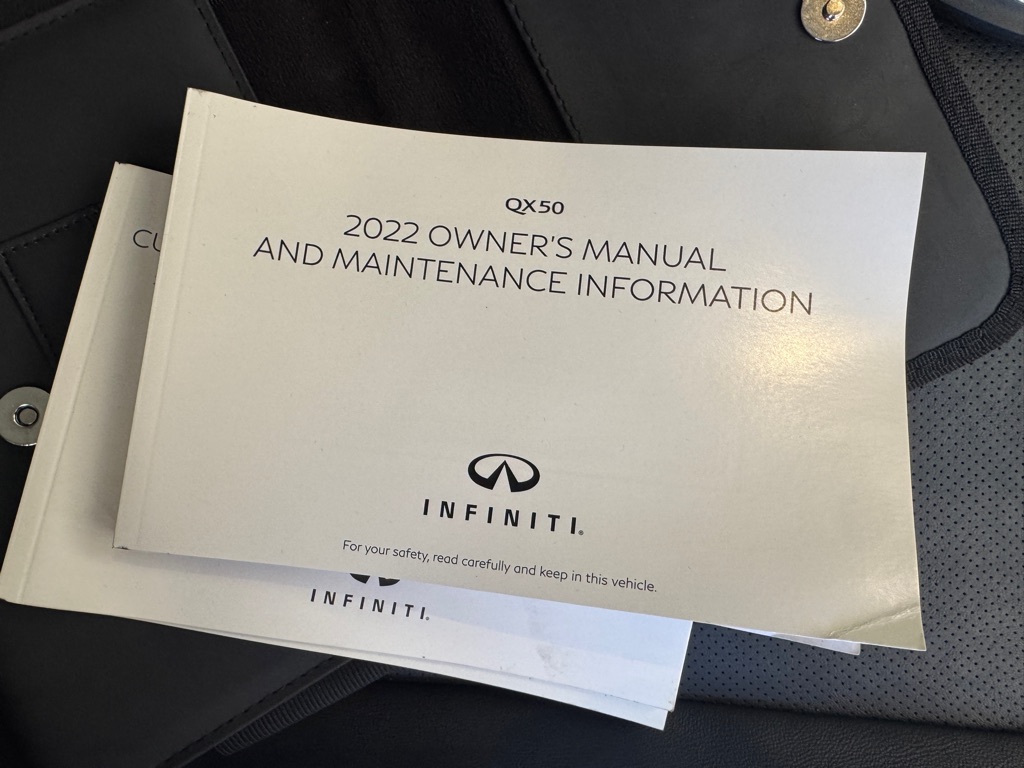 QX50
2022 OWNER'S MANUAL
AND MAINTENANCE INFORMATION
INFINITI®
For your safety, read carefully and keep in this vehicle.
CU
INFINITI®